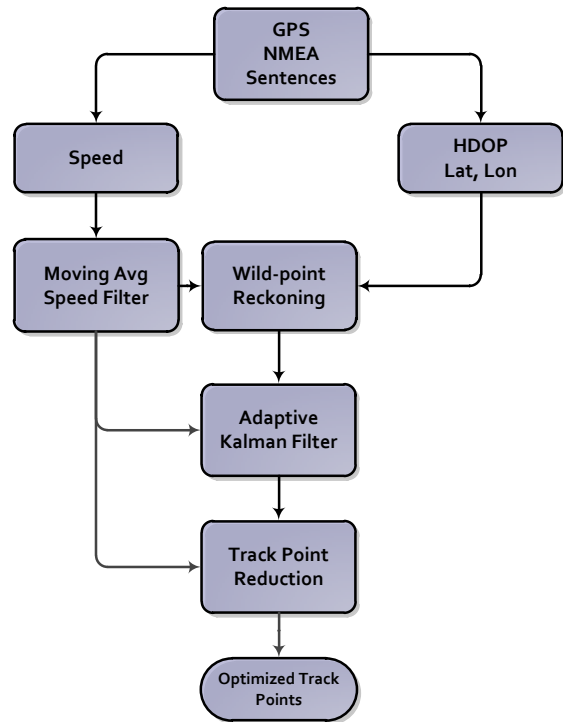 GPS
NMEA
Sentences
Speed
HDOP
Lat, Lon
Moving Avg
Speed Filter
Wild-point
Reckoning
Adaptive
Kalman Filter
Track Point
Reduction
Optimized Track
Points